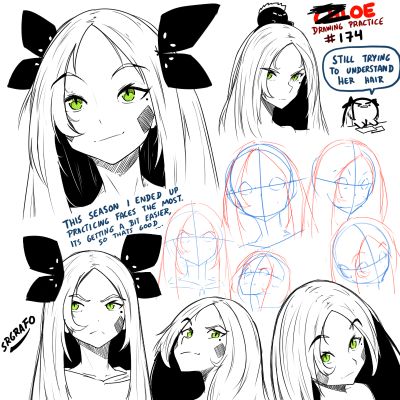 LOE
DRAWING PRACTICE
#174
STILL TRYING
TO UNDERSTAND
HER HAIR
THIS SEASON I ENDED UP
PRACTICING FACES THE MOST.
ITS GETTING A BIT EASIER,
SO THATS GOOD...
SRGRAFO